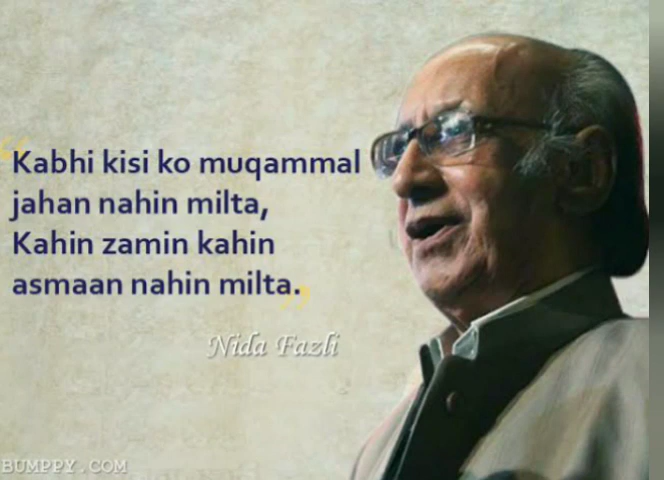 “Kabhi kisi ko muqammal
jahan nahin milta,
Kahin zamin kahin
asmaan nahin milta.”
Nida Fazli
BUMPPY.COM